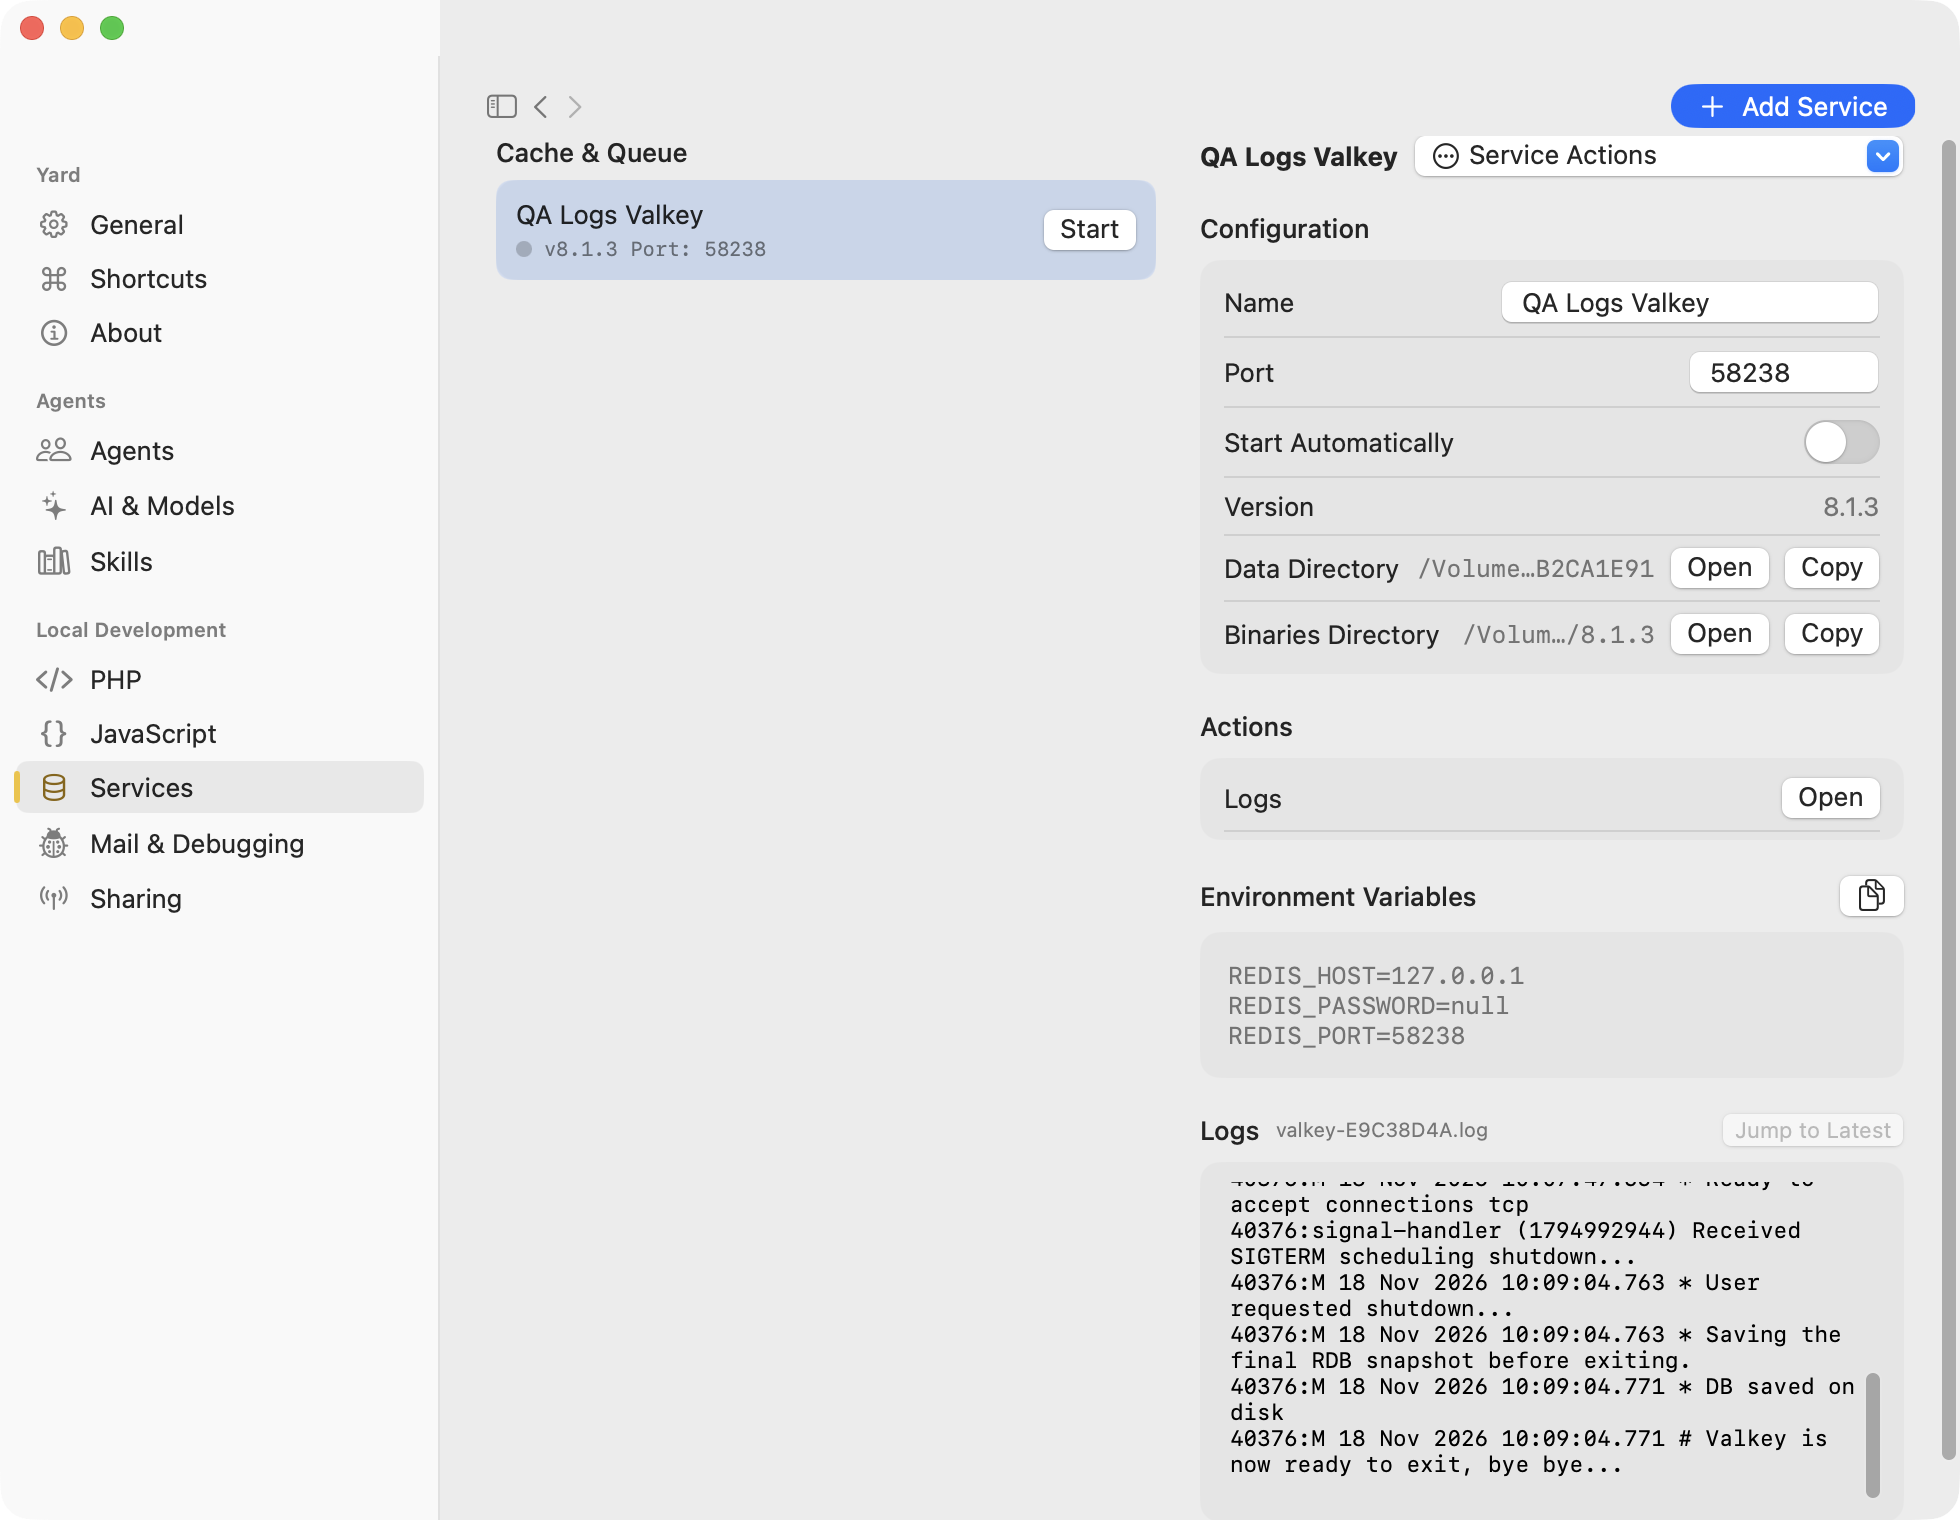 Yard
General
Shortcuts
About
Agents
Agents
AI & Models
Skills
Local Development
PHP
JavaScript
Services
Mail & Debugging
Sharing
Add Service
Cache & Queue
QA Logs Valkey
v8.1.3 Port: 58238
Start
QA Logs Valkey
Service Actions
Configuration
Name
QA Logs Valkey
Port
58238
Start Automatically
Version
8.1.3
Data Directory
/Volume…B2CA1E91
Open
Copy
Binaries Directory
/Volum…/8.1.3
Open
Copy
Actions
Logs
Open
Environment Variables
REDIS_HOST=127.0.0.1
REDIS_PASSWORD=null
REDIS_PORT=58238
Logs valkey-E9C38D4A.log
Jump to Latest
40376:M 18 Nov 2026 * Ready to
accept connections tcp
40376:signal-handler (1794992944) Received
SIGTERM scheduling shutdown...
40376:M 18 Nov 2026 10:09:04.763 * User
requested shutdown...
40376:M 18 Nov 2026 10:09:04.763 * Saving the
final RDB snapshot before exiting.
40376:M 18 Nov 2026 10:09:04.771 * DB saved on
disk
40376:M 18 Nov 2026 10:09:04.771 # Valkey is
now ready to exit, bye bye...